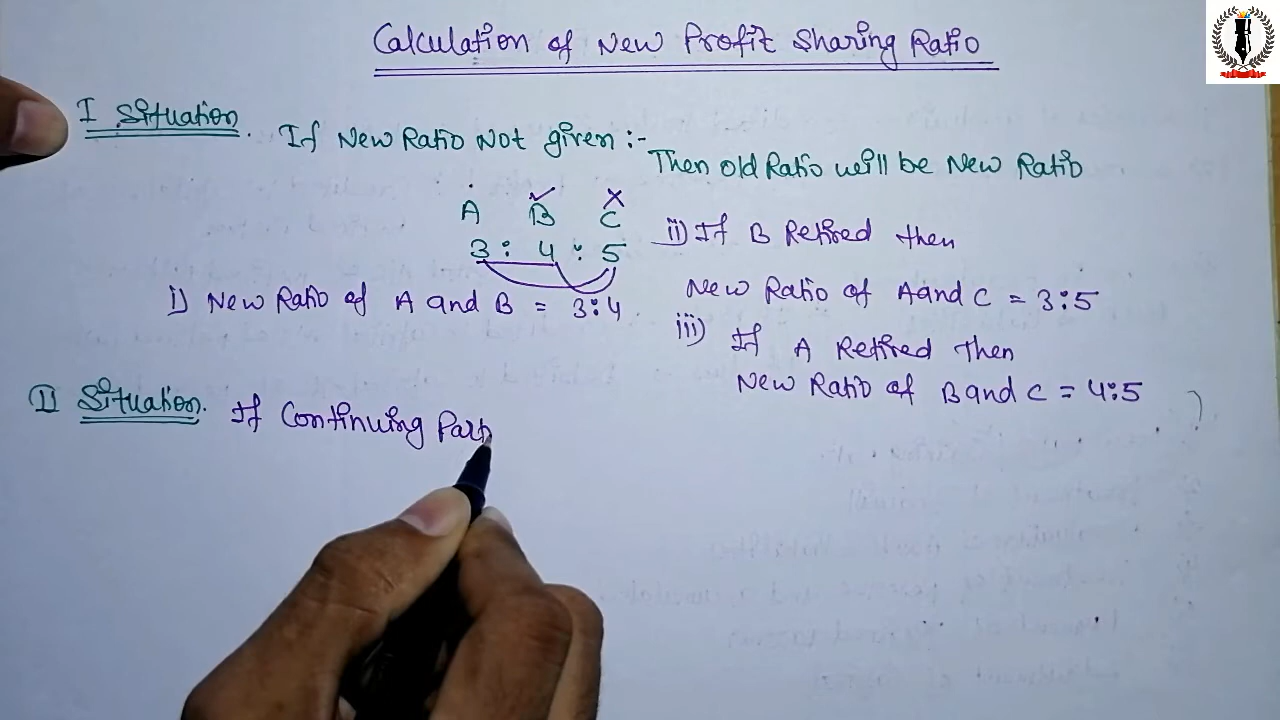 Calculation of New Profit Sharing Ratio
I Situation. If New Ratio Not given :-
Then old Ratio will be New Ratio
A B C
3 : 4 : 5
i) New Ratio of A and B = 3:4
ii) If B Retired then
New Ratio of A and C = 3:5
iii) If A Retired Then
New Ratio of B and C = 4:5
II Situation. If Continuing Part